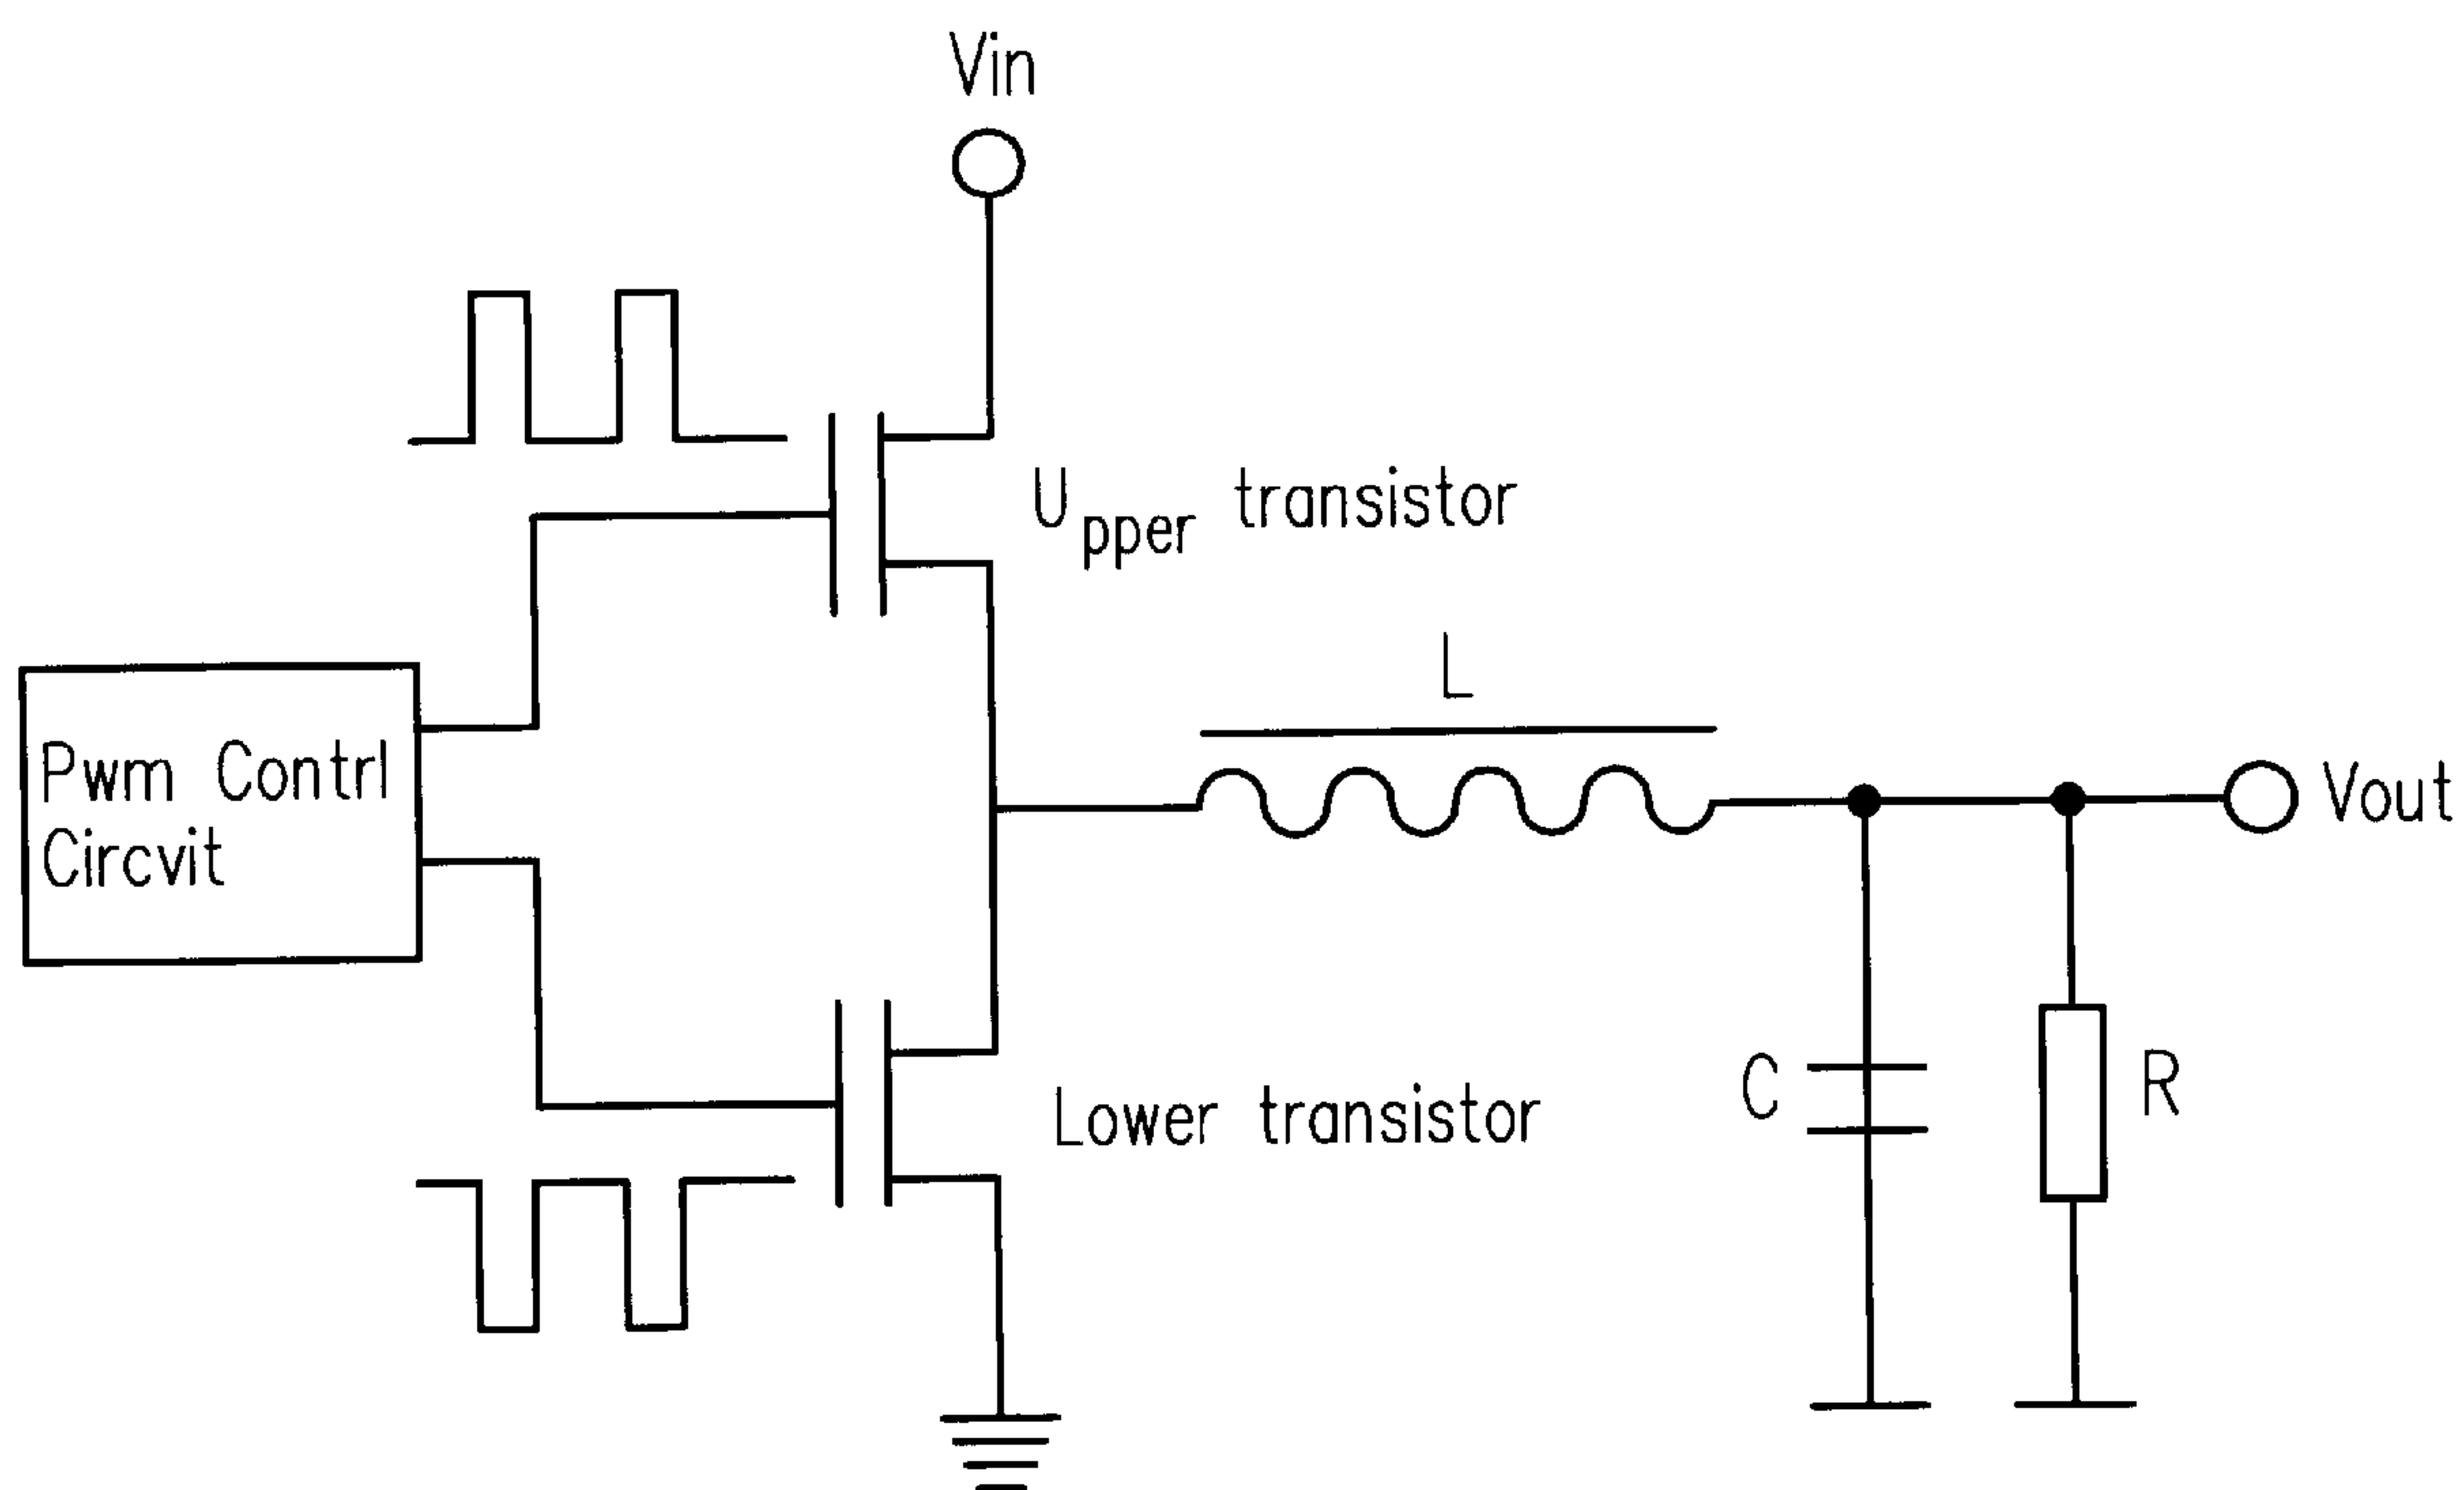 Vin
Upper transistor
L
Pwm Contrl
Circvit
Vout
C
R
Lower transistor